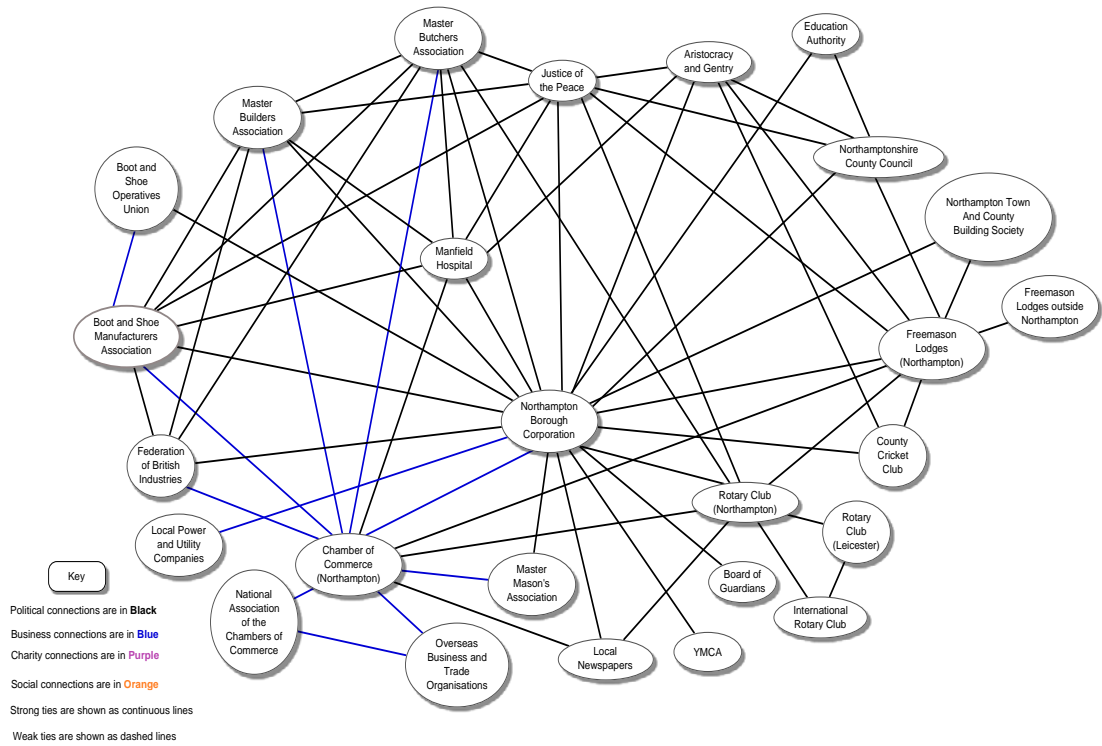 Master
Butchers
Association
Education
Authority
Justice of
the Peace
Aristocracy
and Gentry
Master
Builders
Association
Northamptonshire
County Council
Boot and
Shoe
Operatives
Union
Northampton Town
And County
Building Society
Manfield
Hospital
Freemason
Lodges outside
Northampton
Boot and Shoe
Manufacturers
Association
Freemason
Lodges
(Northampton)
Northampton
Borough
Corporation
Federation
of British
Industries
County
Cricket
Club
Rotary Club
(Northampton)
Rotary
Club
(Leicester)
Local Power
and Utility
Companies
Chamber of
Commerce
(Northampton)
Master
Mason's
Association
Board of
Guardians
International
Rotary Club
National
Association
of the
Chambers of
Commerce
Overseas
Business and
Trade
Organisations
Local
Newspapers
YMCA
Key
Political connections are in Black
Business connections are in Blue
Charity connections are in Purple
Social connections are in Orange
Strong ties are shown as continuous lines
Weak ties are shown as dashed lines